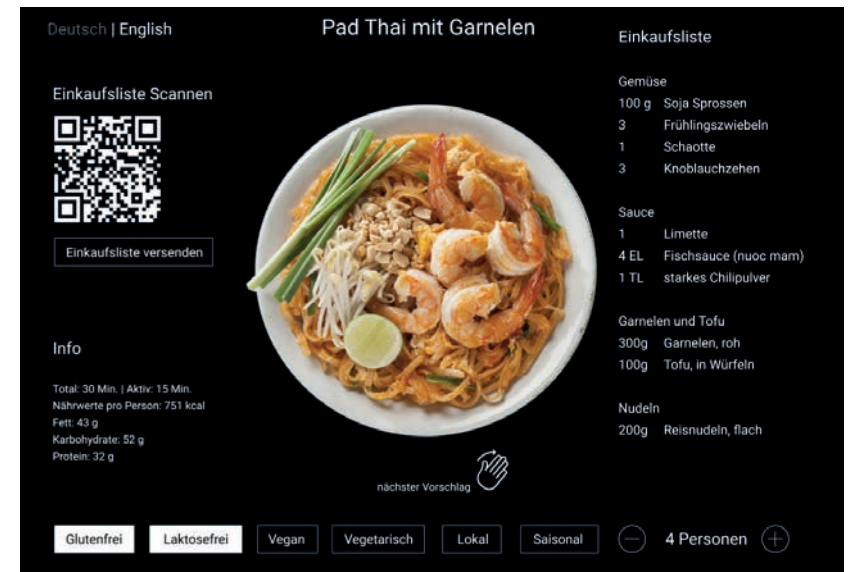 Deutsch | English
Pad Thai mit Garnelen
Einkaufsliste Scannen
Einkaufsliste versenden
Info
Total: 30 Min. | Aktiv: 15 Min.
Nährwerte pro Person: 751 kcal
Fett: 43 g
Karbohydrate: 52 g
Protein: 32 g
nächster Vorschlag
Einkaufsliste
Gemüse
100 g Soja Sprossen
3 Frühlingszwiebeln
1 Schaotte
3 Knoblauchzehen
Sauce
1 Limette
4 EL Fischsauce (nuoc mam)
1 TL starkes Chilipulver
Garnelen und Tofu
300g Garnelen, roh
100g Tofu, in Würfeln
Nudeln
200g Reisnudeln, flach
Glutenfrei Laktosefrei Vegan Vegetarisch Lokal Saisonal 4 Personen